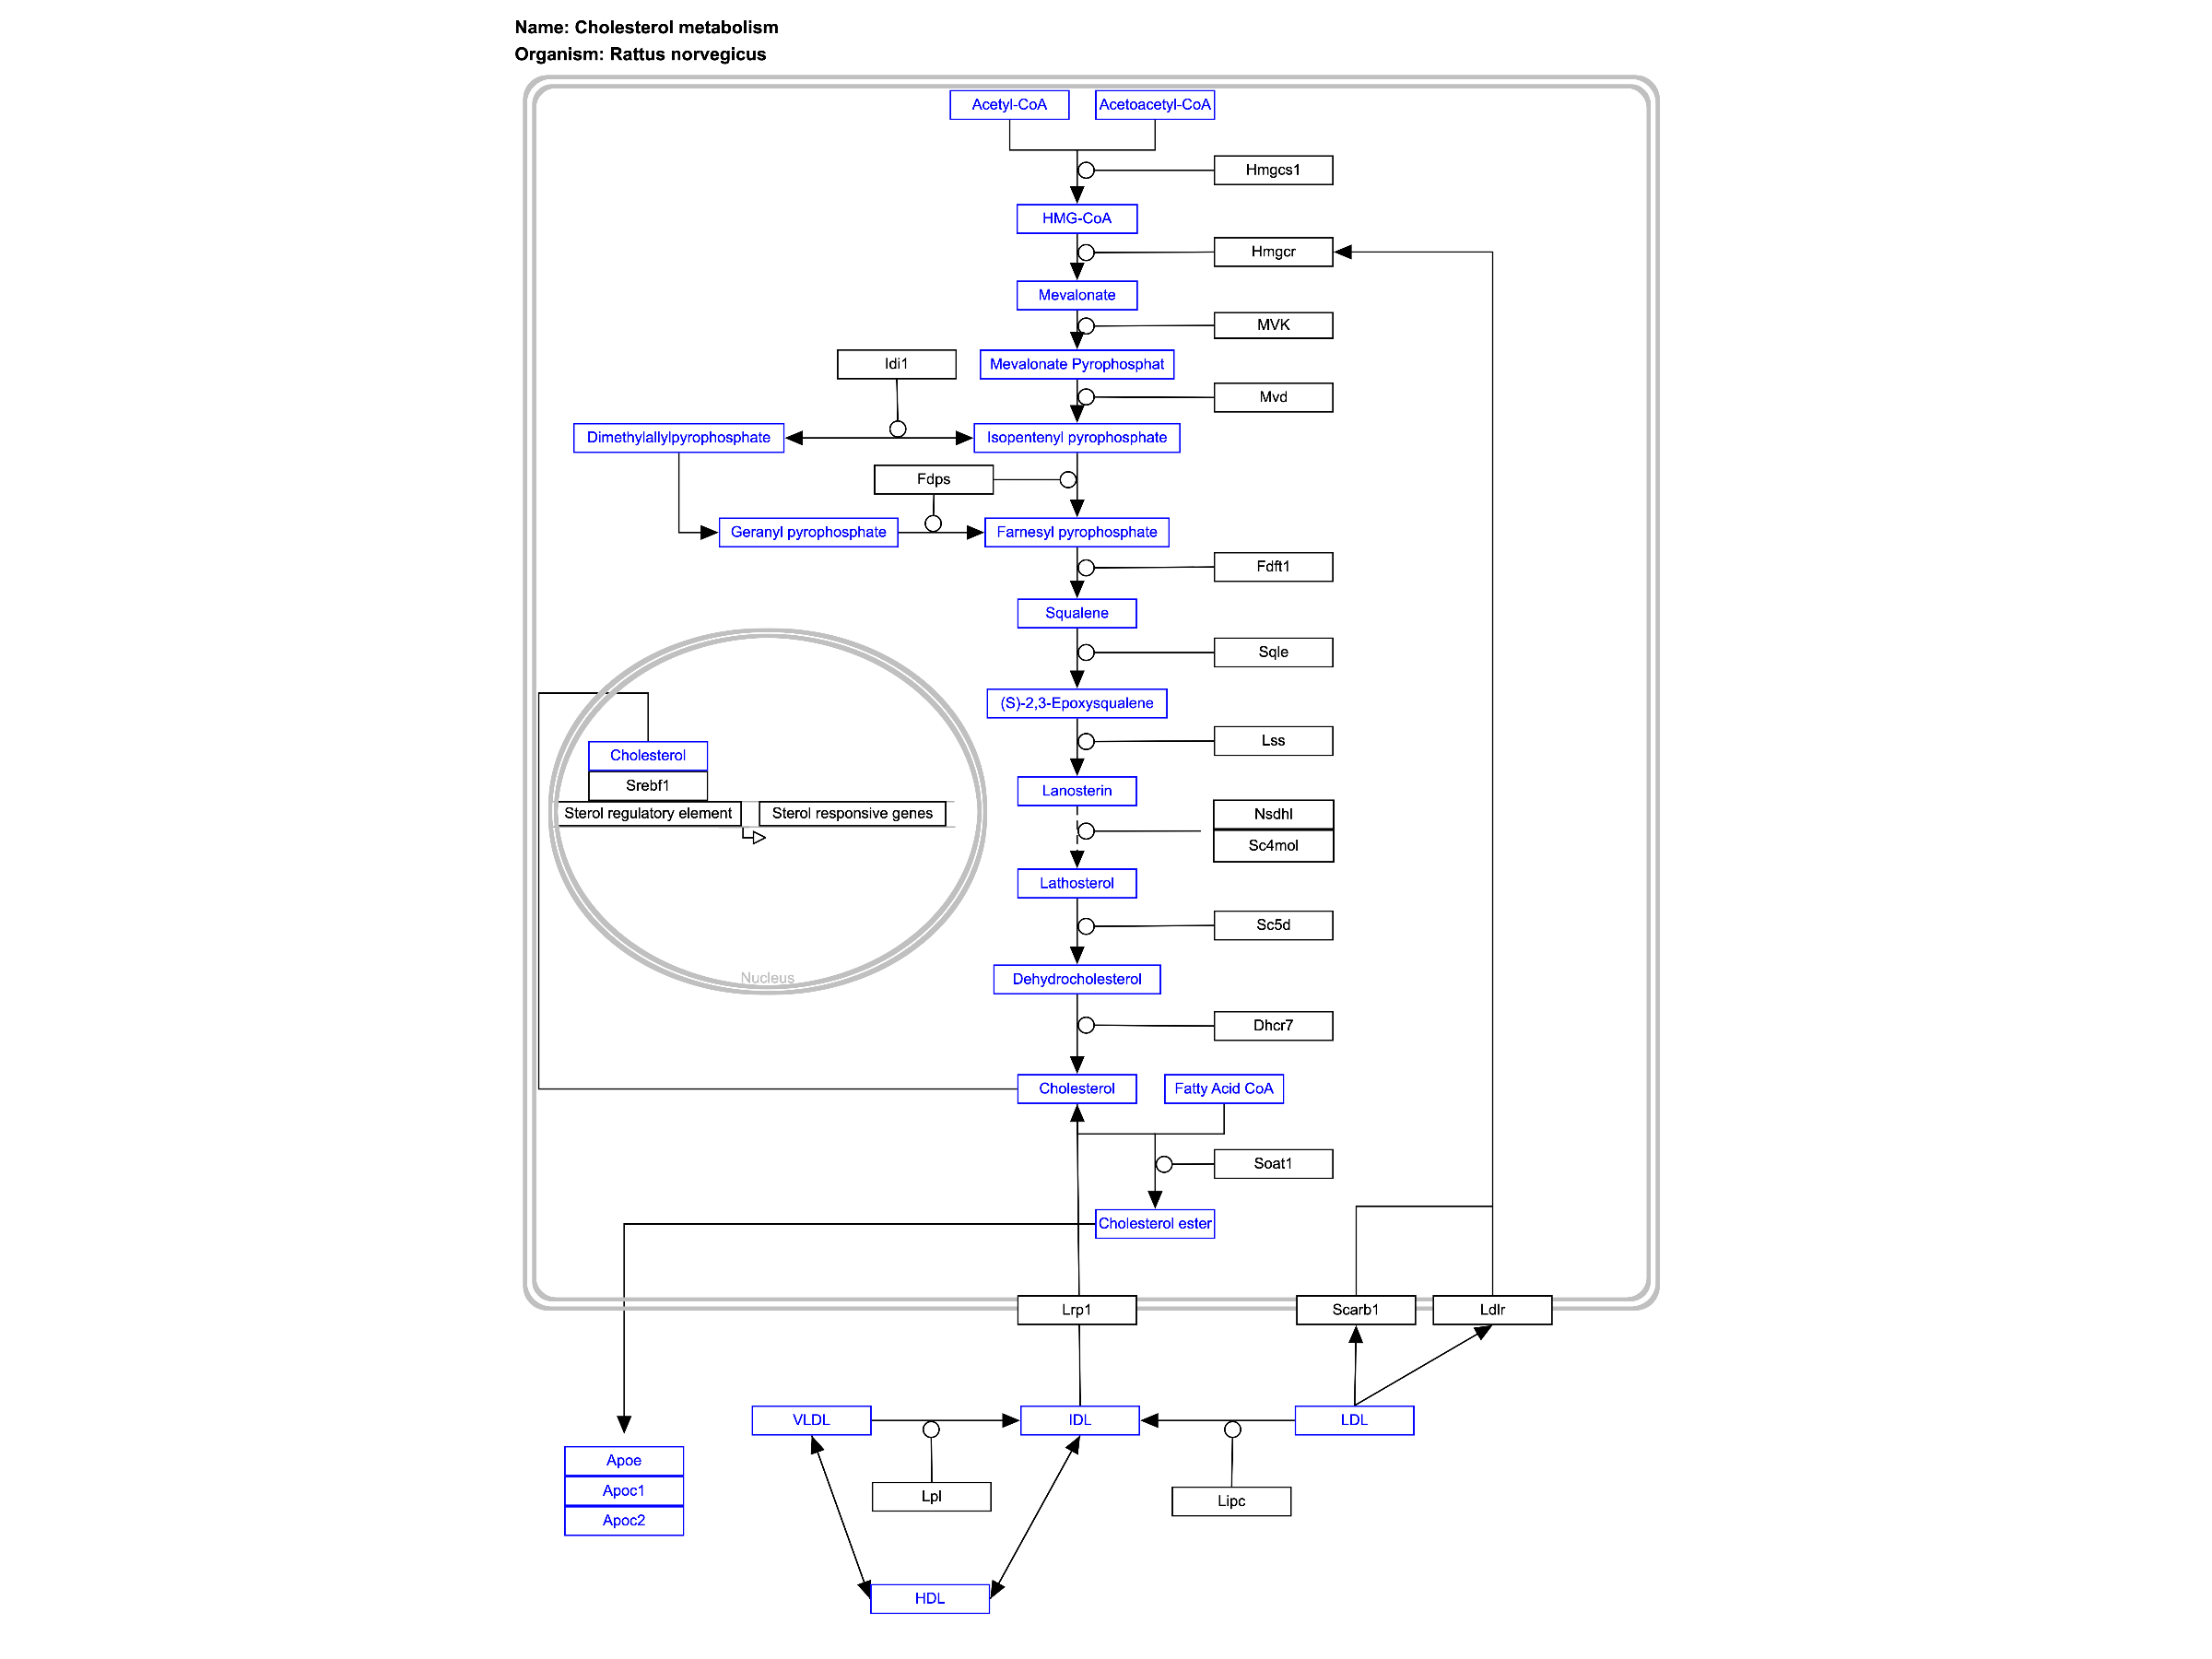 Name: Cholesterol metabolism
Organism: Rattus norvegicus
Acetyl-CoA
Acetoacetyl-CoA
Hmgcs1
HMG-CoA
Hmgcr
Mevalonate
MVK
Idi1
Mevalonate Pyrophosphat
Mvd
Dimethylallylpyrophosphate
Isopentenyl pyrophosphate
Fdps
Geranyl pyrophosphate
Farnesyl pyrophosphate
Fdft1
Squalene
Sqle
(S)-2,3-Epoxysqualene
Lss
Cholesterol
Srebf1
Sterol regulatory element
Sterol responsive genes
Lanosterin
Nsdhl
Sc4mol
Lathosterol
Sc5d
Nucleus
Dehydrocholesterol
Dhcr7
Cholesterol
Fatty Acid CoA
Soat1
Cholesterol ester
Lrp1
Scarb1
Ldlr
VLDL
IDL
LDL
Apoe
Apoc1
Apoc2
Lpl
Lipc
HDL